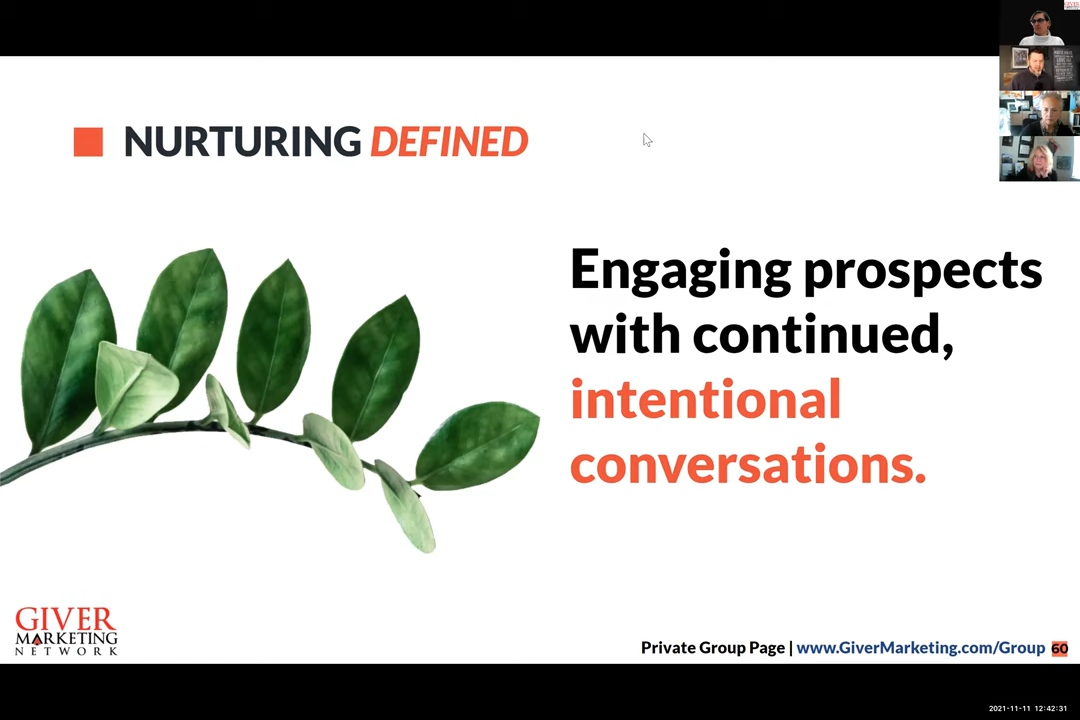 GIVER
NURTURING DEFINED
Engaging prospects
with continued,
intentional
conversations.
GIVER
MARKETING
NETWORK
Private Group Page | www.GiverMarketing.com/Group 60
2021-11-11 12:42:31